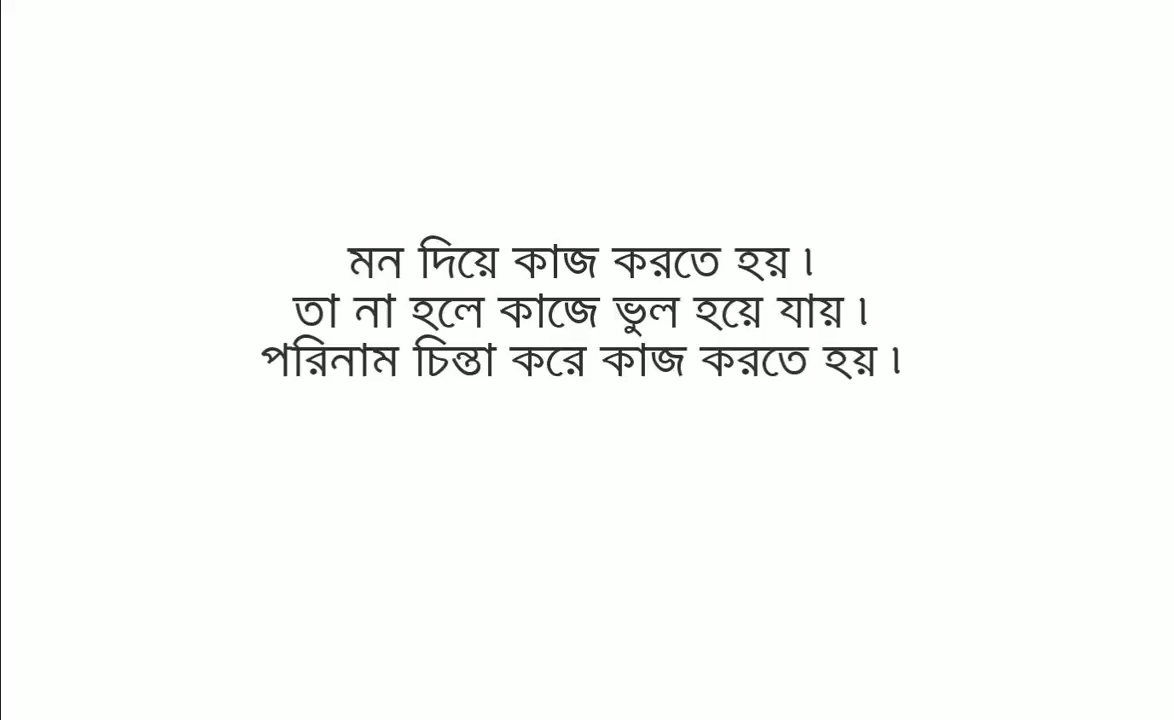 মন দিয়ে কাজ করতে হয় ৷
তা না হলে কাজে ভুল হয়ে যায় ৷
পরিনাম চিন্তা করে কাজ করতে হয় ৷